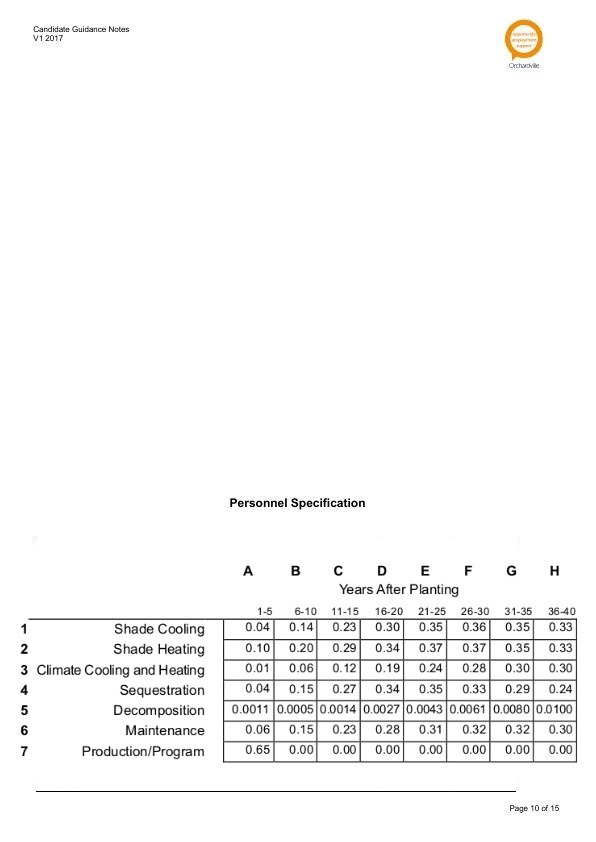 Candidate Guidance Notes
V1 2017
opportunity
employment
support
Orchardville
Personnel Specification
A B C D E F G H
Years After Planting
1-5 6-10 11-15 16-20 21-25 26-30 31-35 36-40
1 Shade Cooling 0.04 0.14 0.23 0.30 0.35 0.36 0.35 0.33
2 Shade Heating 0.10 0.20 0.29 0.34 0.37 0.37 0.35 0.33
3 Climate Cooling and Heating 0.01 0.06 0.12 0.19 0.24 0.28 0.30 0.30
4 Sequestration 0.04 0.15 0.27 0.34 0.35 0.33 0.29 0.24
5 Decomposition 0.0011 0.0005 0.0014 0.0027 0.0043 0.0061 0.0080 0.0100
6 Maintenance 0.06 0.15 0.23 0.28 0.31 0.32 0.32 0.30
7 Production/Program 0.65 0.00 0.00 0.00 0.00 0.00 0.00 0.00
Page 10 of 15